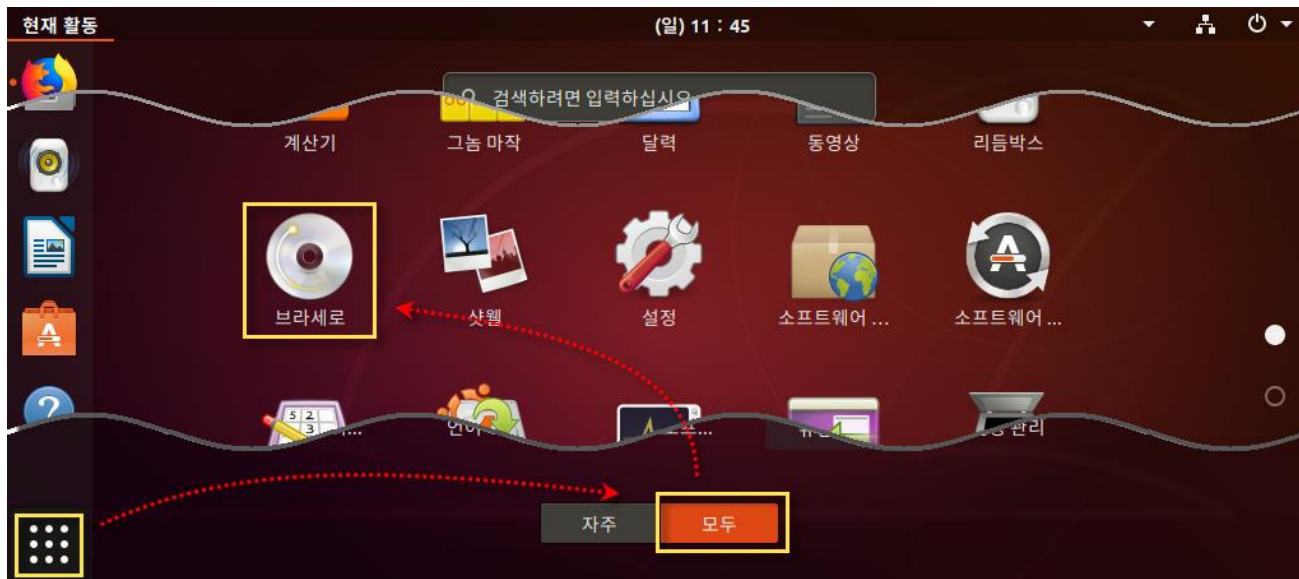 현재 활동
(일) 11 : 45
검색하려면 입력하십시오
계산기
그놈 마작
달력
동영상
리듬박스
브라세로
샷웰
설정
소프트웨어 ...
소프트웨어 ...
관리
자주
모두